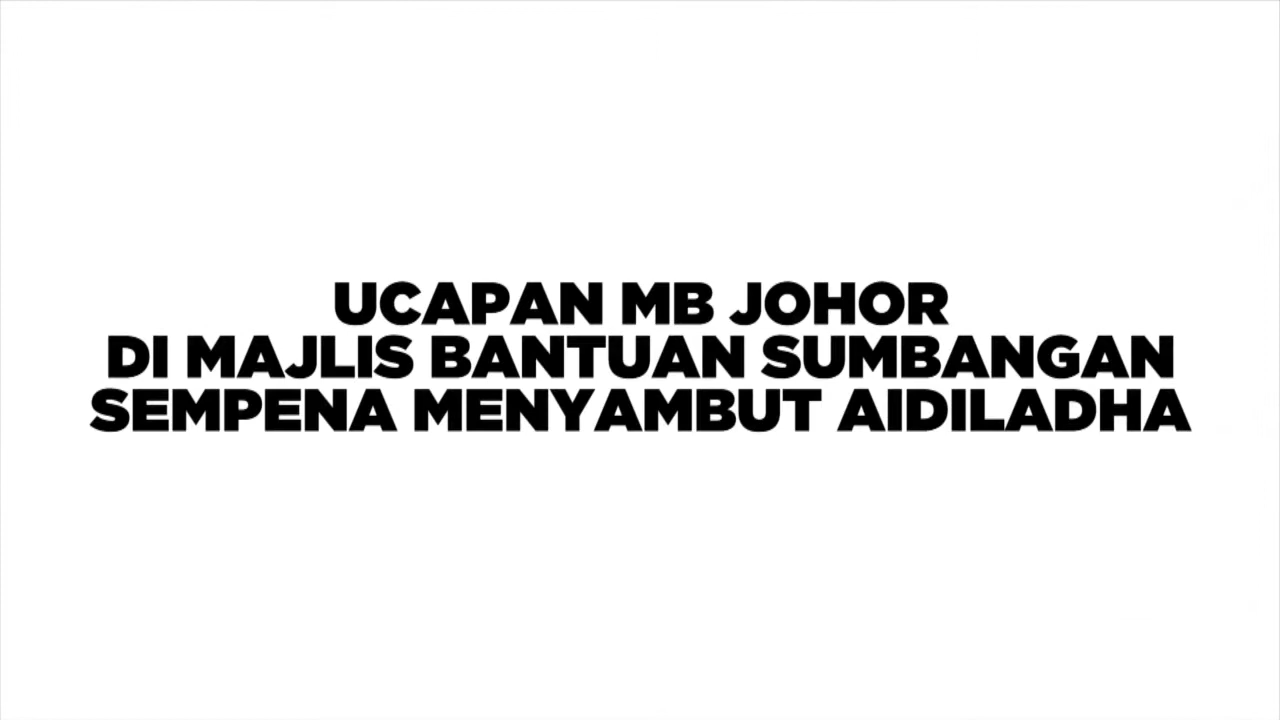 UCAPAN MB JOHOR
DI MAJLIS BANTUAN SUMBANGAN
SEMPENA MENYAMBUT AIDILADHA